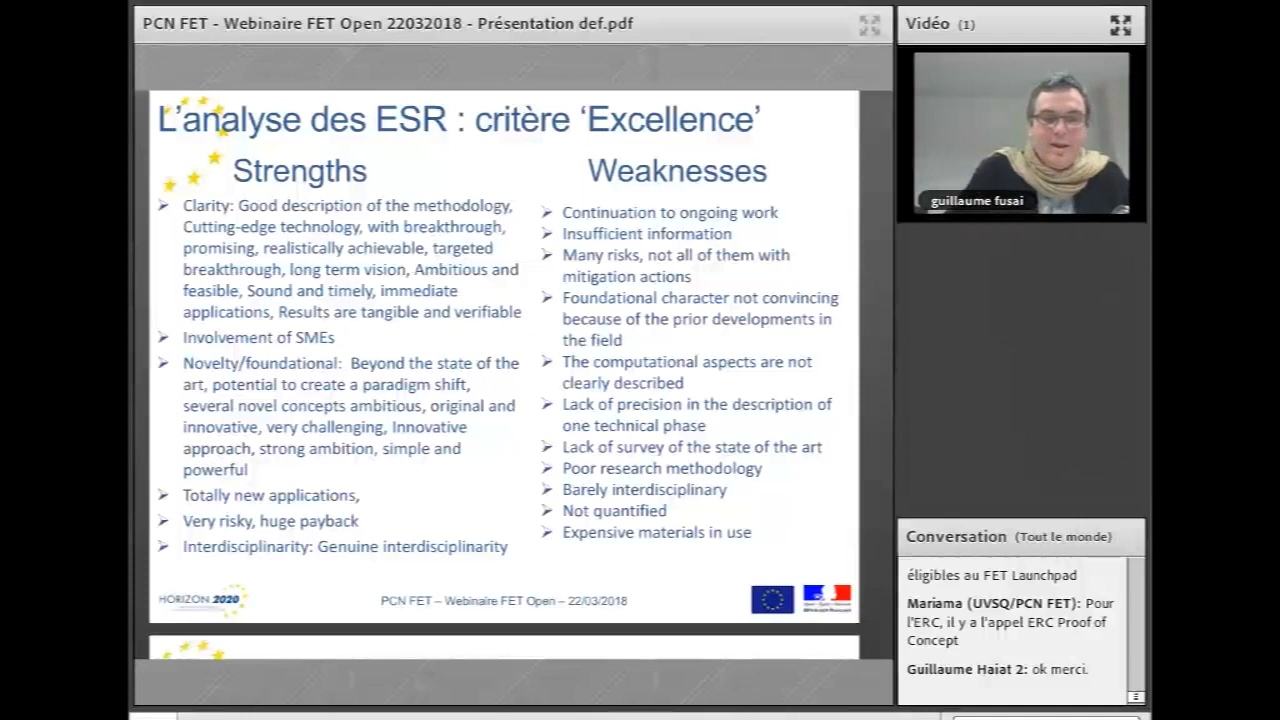 PCN FET - Webinaire FET Open 22032018 - Présentation def.pdf
L'analyse des ESR : critère ‘Excellence’
Strengths
Clarity: Good description of the methodology,
Cutting-edge technology, with breakthrough,
promising, realistically achievable, targeted
breakthrough, long term vision, Ambitious and
feasible, Sound and timely, immediate
applications, Results are tangible and verifiable
Involvement of SMEs
Novelty/foundational: Beyond the state of the
art, potential to create a paradigm shift,
several novel concepts ambitious, original and
innovative, very challenging, Innovative
approach, strong ambition, simple and
powerful
Totally new applications,
Very risky, huge payback
Interdisciplinarity: Genuine interdisciplinarity
Weaknesses
Continuation to ongoing work
Insufficient information
Many risks, not all of them with
mitigation actions
Foundational character not convincing
because of the prior developments in
the field
The computational aspects are not
clearly described
Lack of precision in the description of
one technical phase
Lack of survey of the state of the art
Poor research methodology
Barely interdisciplinary
Not quantified
Expensive materials in use
HORIZON 2020
PCN FET – Webinaire FET Open – 22/03/2018
Vidéo (1)
guillaume fusai
Conversation (Tout le monde)
éligibles au FET Launchpad
Mariama (UVSQ/PCN FET): Pour
l'ERC, il y a l'appel ERC Proof of
Concept
Guillaume Haiat 2: ok merci.